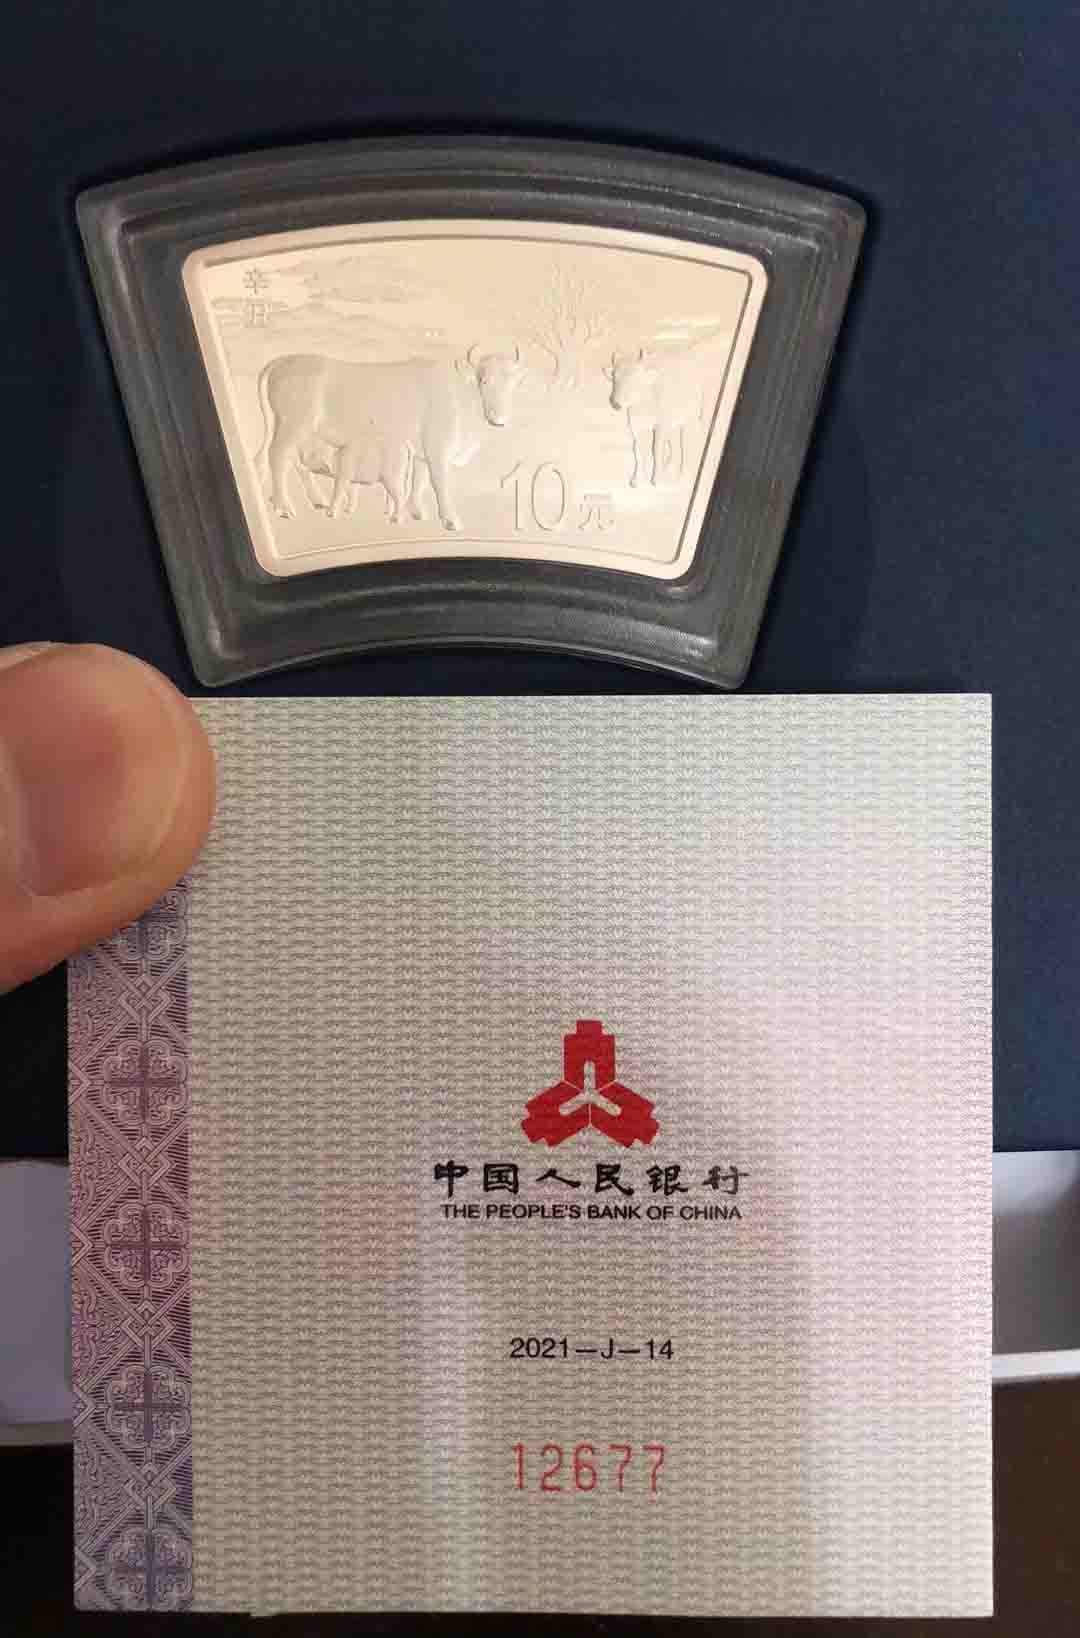 辛
丑
10元
中国人民银行
THE PEOPLE'S BANK OF CHINA
2021—J—14
12677